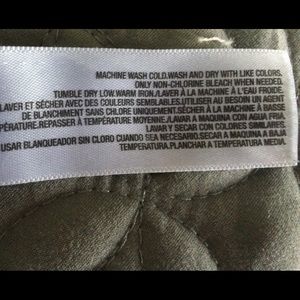 MACHINE WASH COLD.WASH AND DRY WITH LIKE COLORS.
ONLY NON-CHLORINE BLEACH WHEN NEEDED.
TUMBLE DRY LOW.WARM IRON./LAVER À LA MACHINE À L'EAU FROIDE.
LAVER ET SÉCHER AVEC DES COULEURS SEMBLABLES.UTILISER AU BESOIN UN AGENT
DE BLANCHIMENT SANS CHLORE UNIQUEMENT.SÉCHER À LA MACHINE À BASSE
PÉRATURE.REPASSER À TEMPÉRATURE MOYENNE./LAVAR A MAQUINA CON AGUA FRIA.
LAVAR Y SECAR CON COLORES SIMILARES.
USAR BLANQUEADOR SIN CLORO CUANDO SEA NECESARIO.SECAR A MAQUINA A BAJA
TEMPERATURA.PLANCHAR A TEMPERATURA MEDIA.